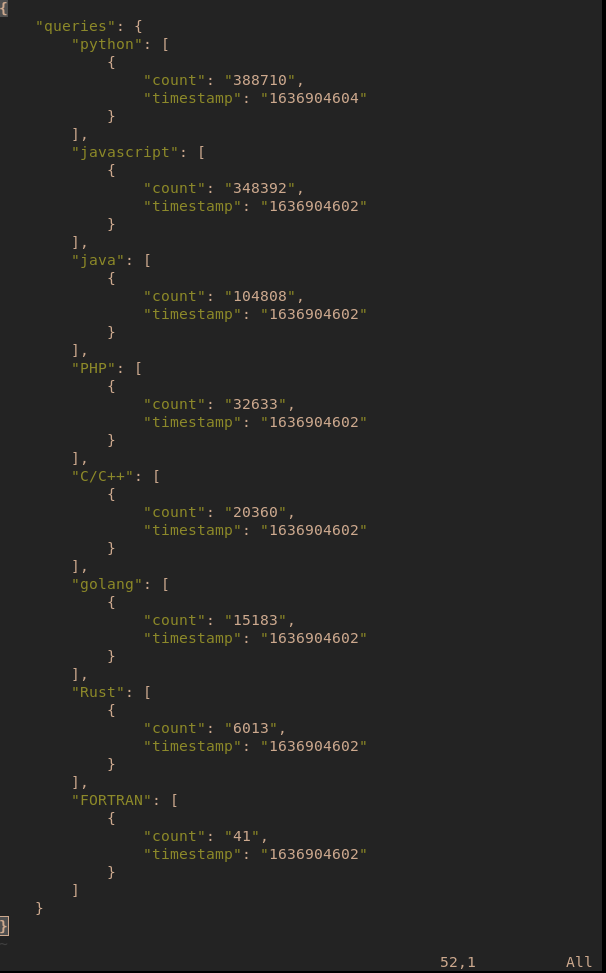 {
    "queries": {
        "python": [
            {
                "count": "388710",
                "timestamp": "1636904604"
            }
        ],
        "javascript": [
            {
                "count": "348392",
                "timestamp": "1636904602"
            }
        ],
        "java": [
            {
                "count": "104808",
                "timestamp": "1636904602"
            }
        ],
        "PHP": [
            {
                "count": "32633",
                "timestamp": "1636904602"
            }
        ],
        "C/C++": [
            {
                "count": "20360",
                "timestamp": "1636904602"
            }
        ],
        "golang": [
            {
                "count": "15183",
                "timestamp": "1636904602"
            }
        ],
        "Rust": [
            {
                "count": "6013",
                "timestamp": "1636904602"
            }
        ],
        "FORTRAN": [
            {
                "count": "41",
                "timestamp": "1636904602"
            }
        ]
    }
}
~
52,1 All